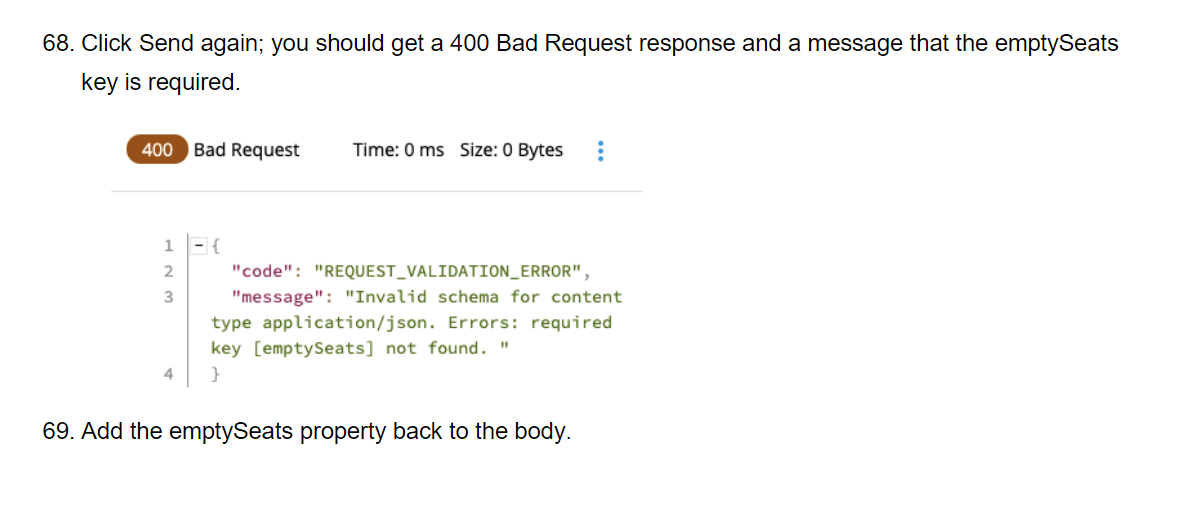 68. Click Send again; you should get a 400 Bad Request response and a message that the emptySeats
key is required.
400 Bad Request Time: 0 ms Size: 0 Bytes
1 - {
2 "code": "REQUEST_VALIDATION_ERROR",
3 "message": "Invalid schema for content
type application/json. Errors: required
key [emptySeats] not found. "
4 }
69. Add the emptySeats property back to the body.